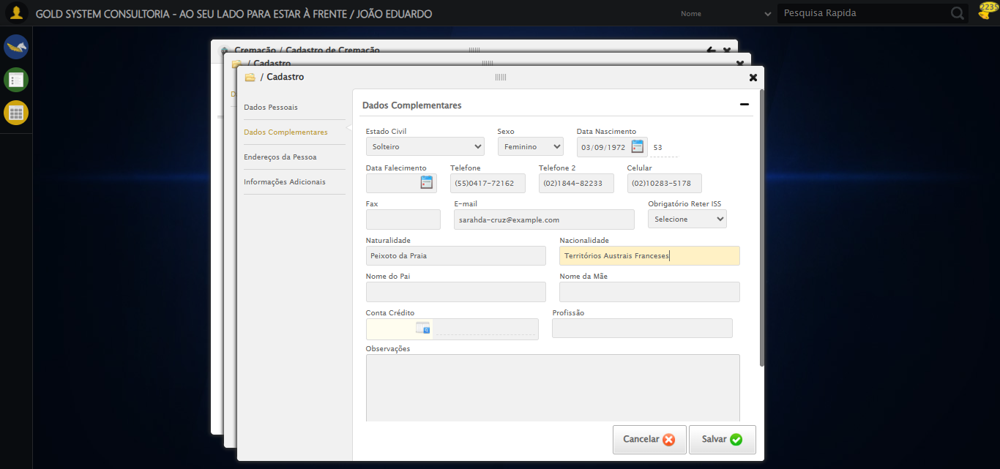 GOLD SYSTEM CONSULTORIA - AO SEU LADO PARA ESTAR À FRENTE / JOÃO EDUARDO
Nome
Pesquisa Rapida
2235
Cremação / Cadastro de Cremação
/ Cadastro
/ Cadastro
D
Dados Pessoais
Dados Complementares
Endereços da Pessoa
Informações Adicionais
Dados Complementares
Estado Civil Sexo Data Nascimento
Solteiro Feminino 03/09/1972 53
Data Falecimento Telefone Telefone 2 Celular
(55)0417-72162 (02)1844-82233 (02)10283-5178
Fax E-mail Obrigatório Reter ISS
sarahda-cruz@example.com Selecione
Naturalidade Nacionalidade
Peixoto da Praia Territórios Austrais Franceses
Nome do Pai Nome da Mãe
Conta Crédito Profissão
Observações
Cancelar Salvar